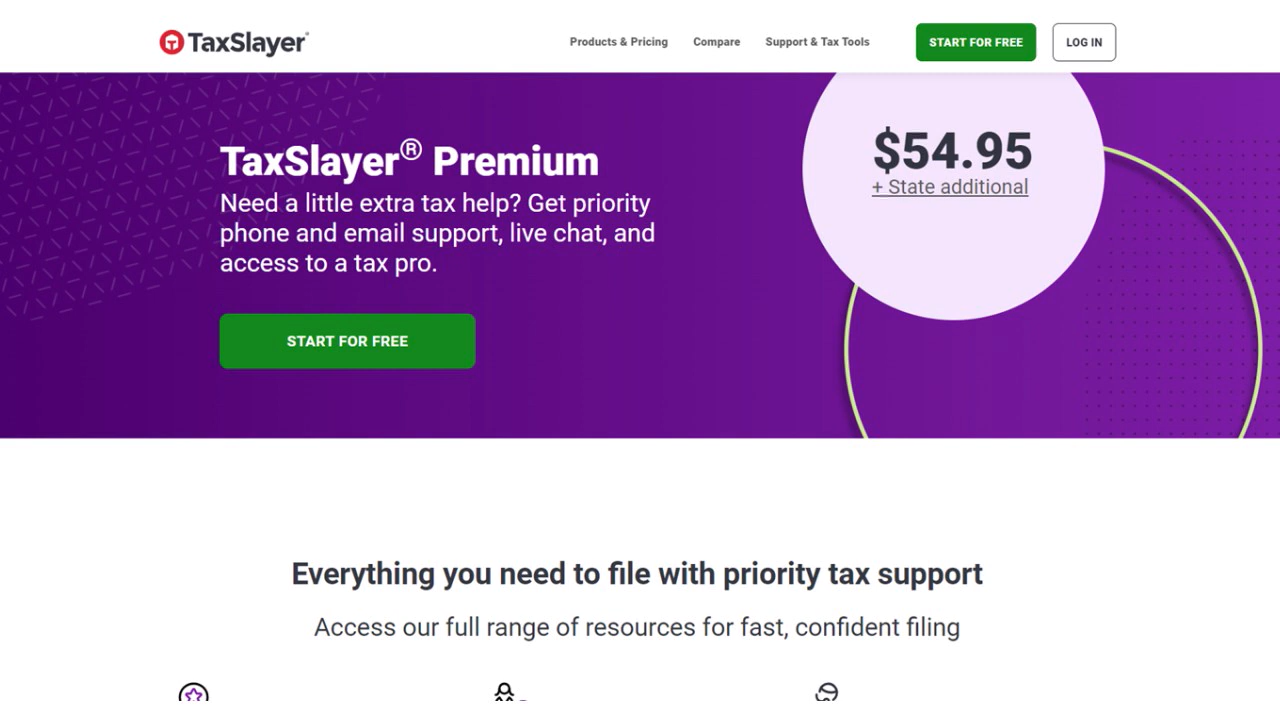 TaxSlayer®
Products & Pricing
Compare
Support & Tax Tools
START FOR FREE
LOG IN
TaxSlayer® Premium
Need a little extra tax help? Get priority
phone and email support, live chat, and
access to a tax pro.
START FOR FREE
$54.95
+ State additional
Everything you need to file with priority tax support
Access our full range of resources for fast, confident filing